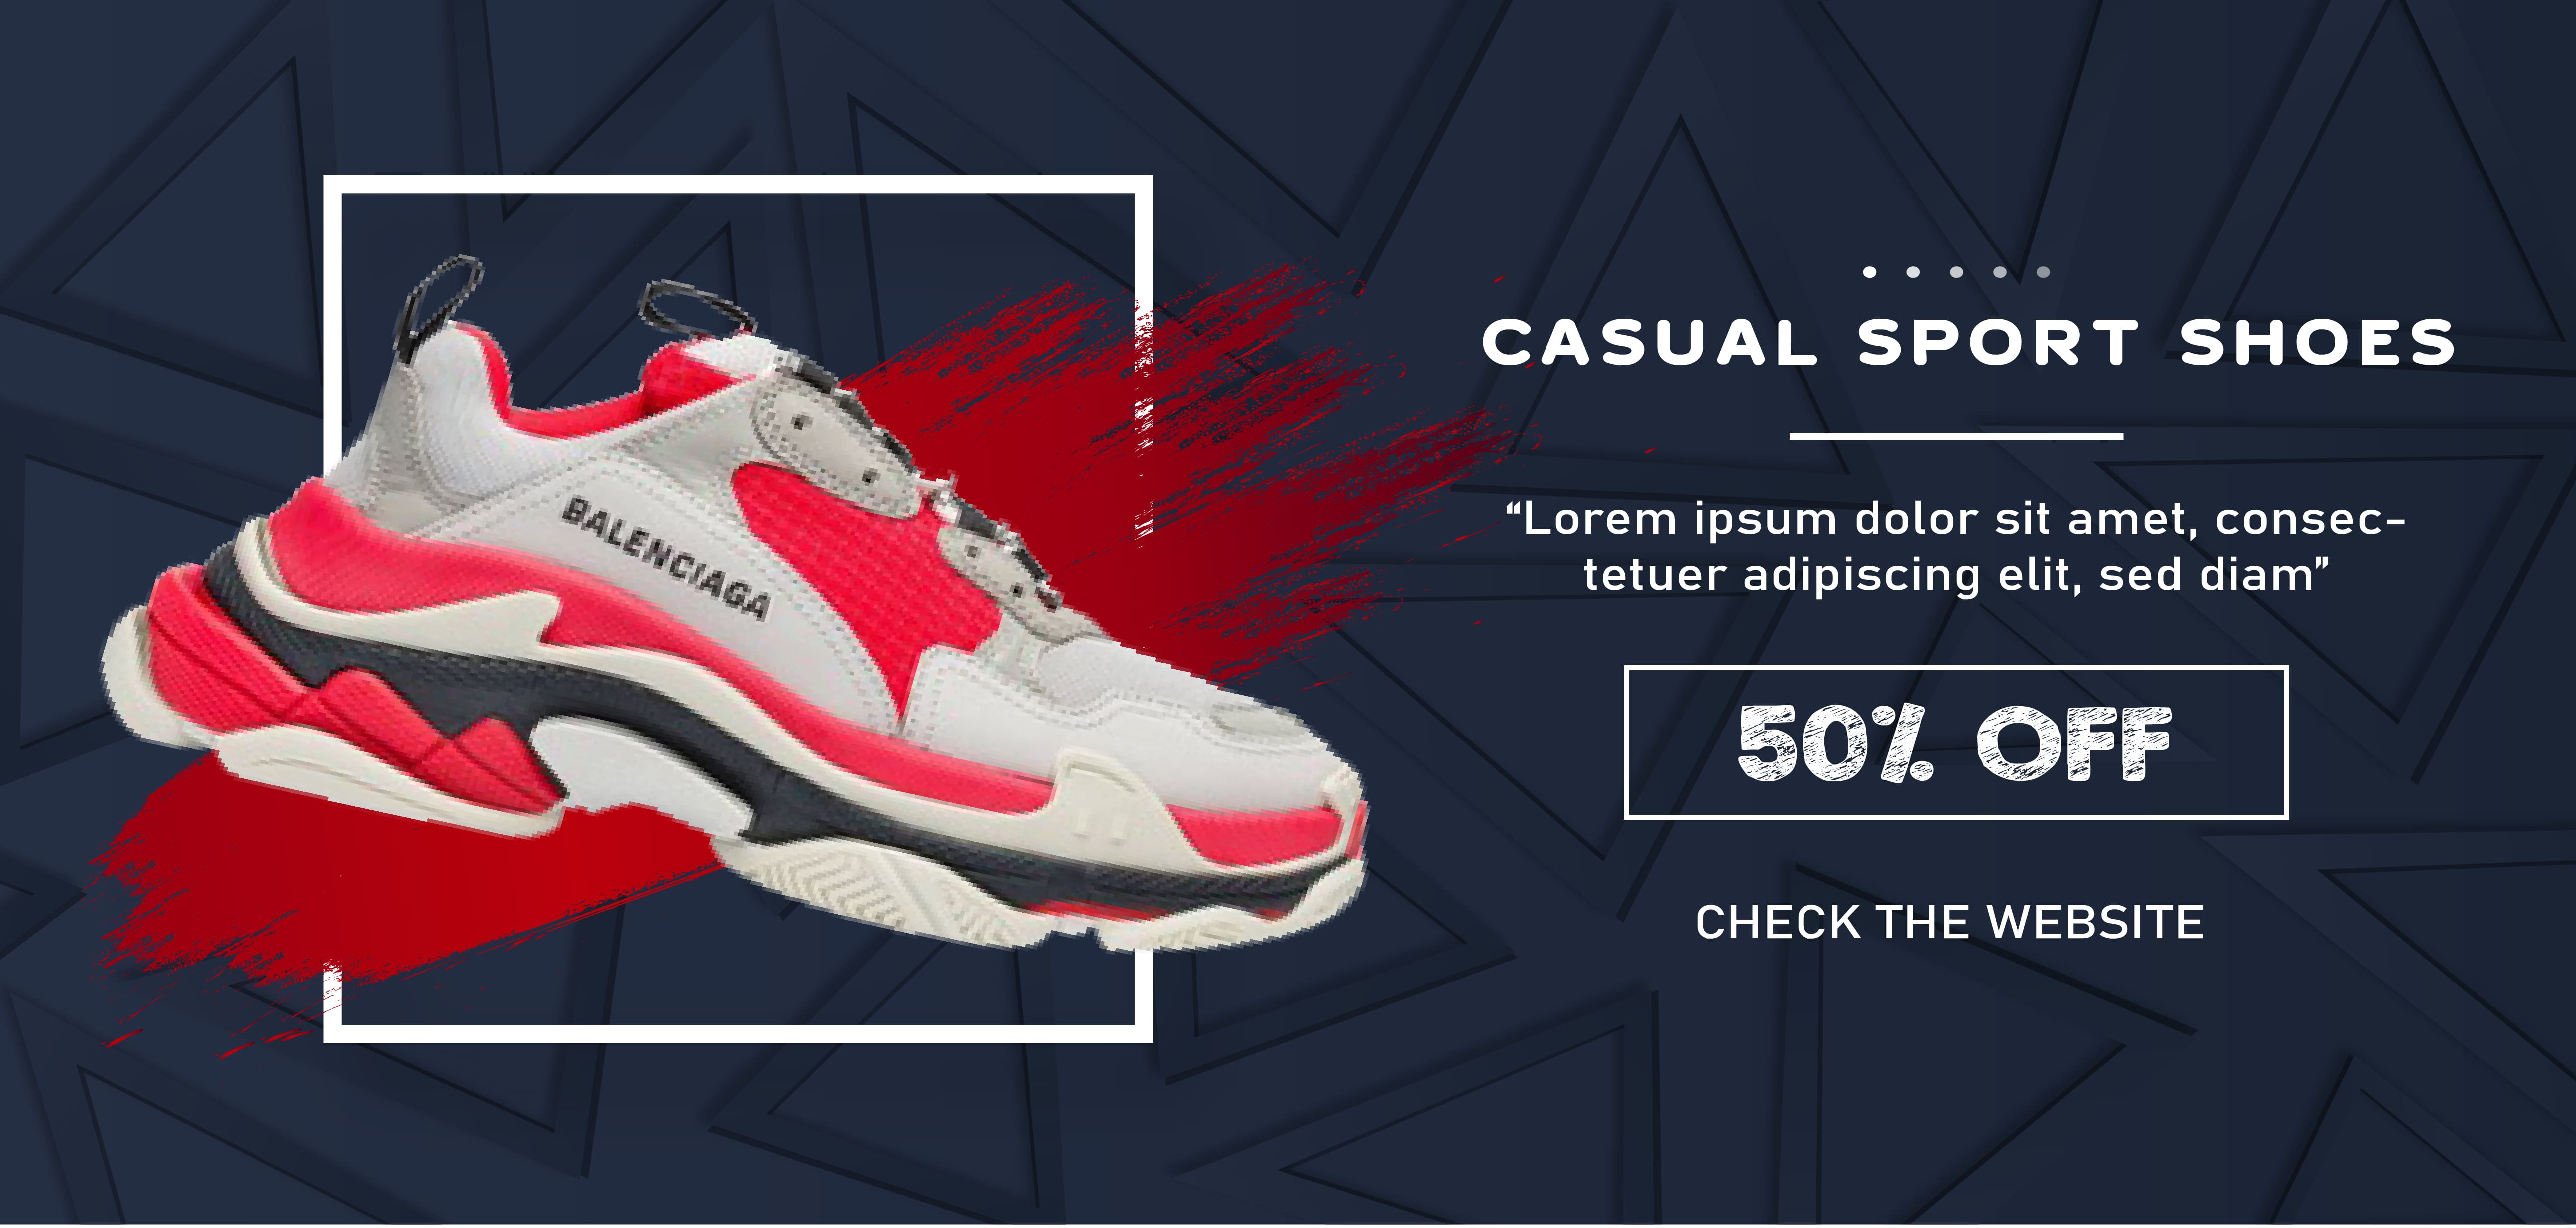 BALENCIAGA
CASUAL SPORT SHOES
“Lorem ipsum dolor sit amet, consec-
tetuer adipiscing elit, sed diam”
50% OFF
CHECK THE WEBSITE